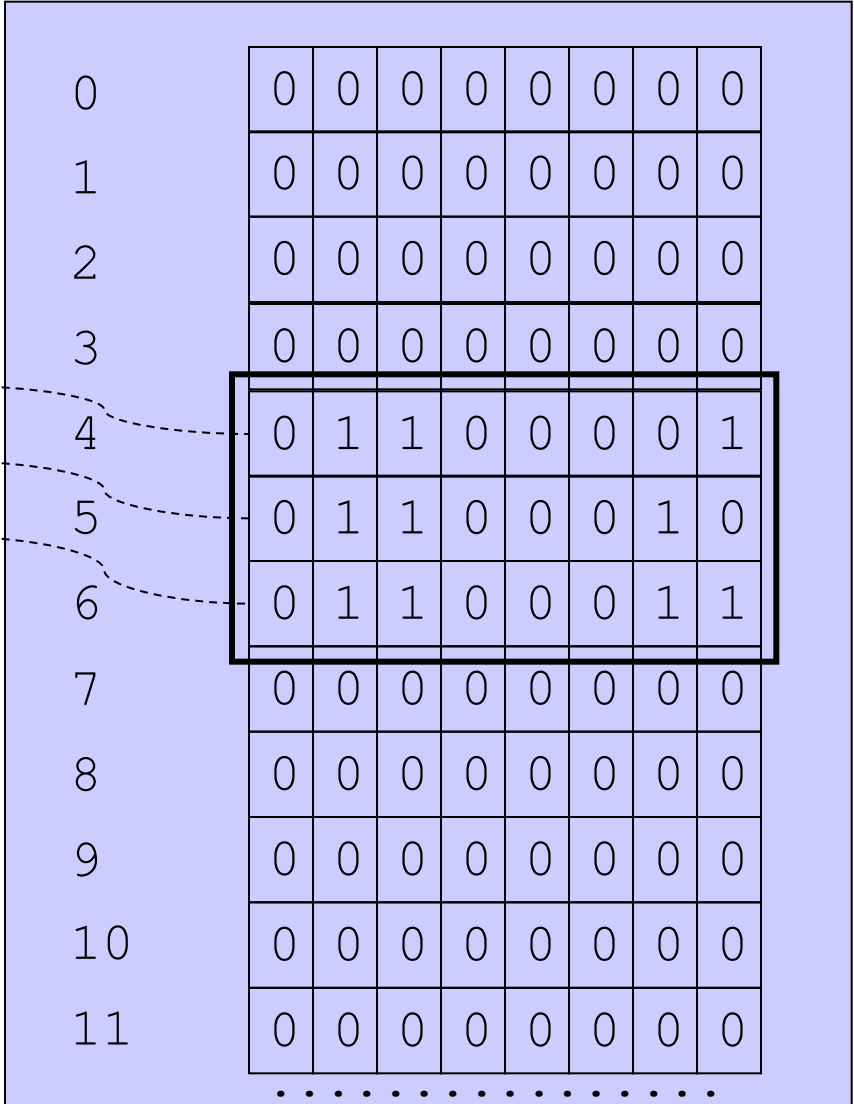 0 0 0 0 0 0 0 0 0
1 0 0 0 0 0 0 0 0
2 0 0 0 0 0 0 0 0
3 0 0 0 0 0 0 0 0
4 0 1 1 0 0 0 0 1
5 0 1 1 0 0 0 1 0
6 0 1 1 0 0 0 1 1
7 0 0 0 0 0 0 0 0
8 0 0 0 0 0 0 0 0
9 0 0 0 0 0 0 0 0
10 0 0 0 0 0 0 0 0
11 0 0 0 0 0 0 0 0
................